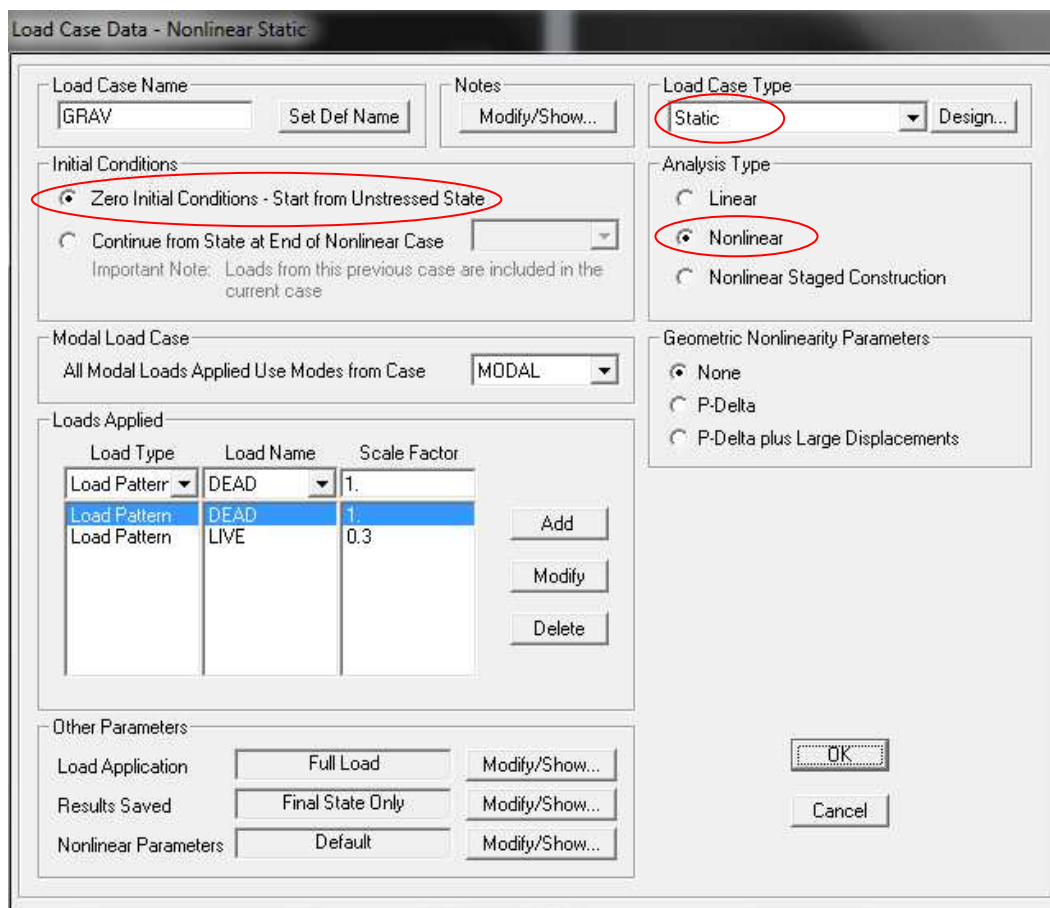 Load Case Data - Nonlinear Static
Load Case Name
GRAV
Set Def Name
Notes
Modify/Show...
Load Case Type
Static
Design...
Initial Conditions
Zero Initial Conditions - Start from Unstressed State
Continue from State at End of Nonlinear Case
Important Note: Loads from this previous case are included in the
current case
Analysis Type
Linear
Nonlinear
Nonlinear Staged Construction
Modal Load Case
All Modal Loads Applied Use Modes from Case
MODAL
Geometric Nonlinearity Parameters
None
P-Delta
P-Delta plus Large Displacements
Loads Applied
Load Type Load Name Scale Factor
Load Pattern DEAD 1.
Load Pattern DEAD 1.
Load Pattern LIVE 0.3
Add
Modify
Delete
Other Parameters
Load Application Full Load Modify/Show...
Results Saved Final State Only Modify/Show...
Nonlinear Parameters Default Modify/Show...
OK
Cancel